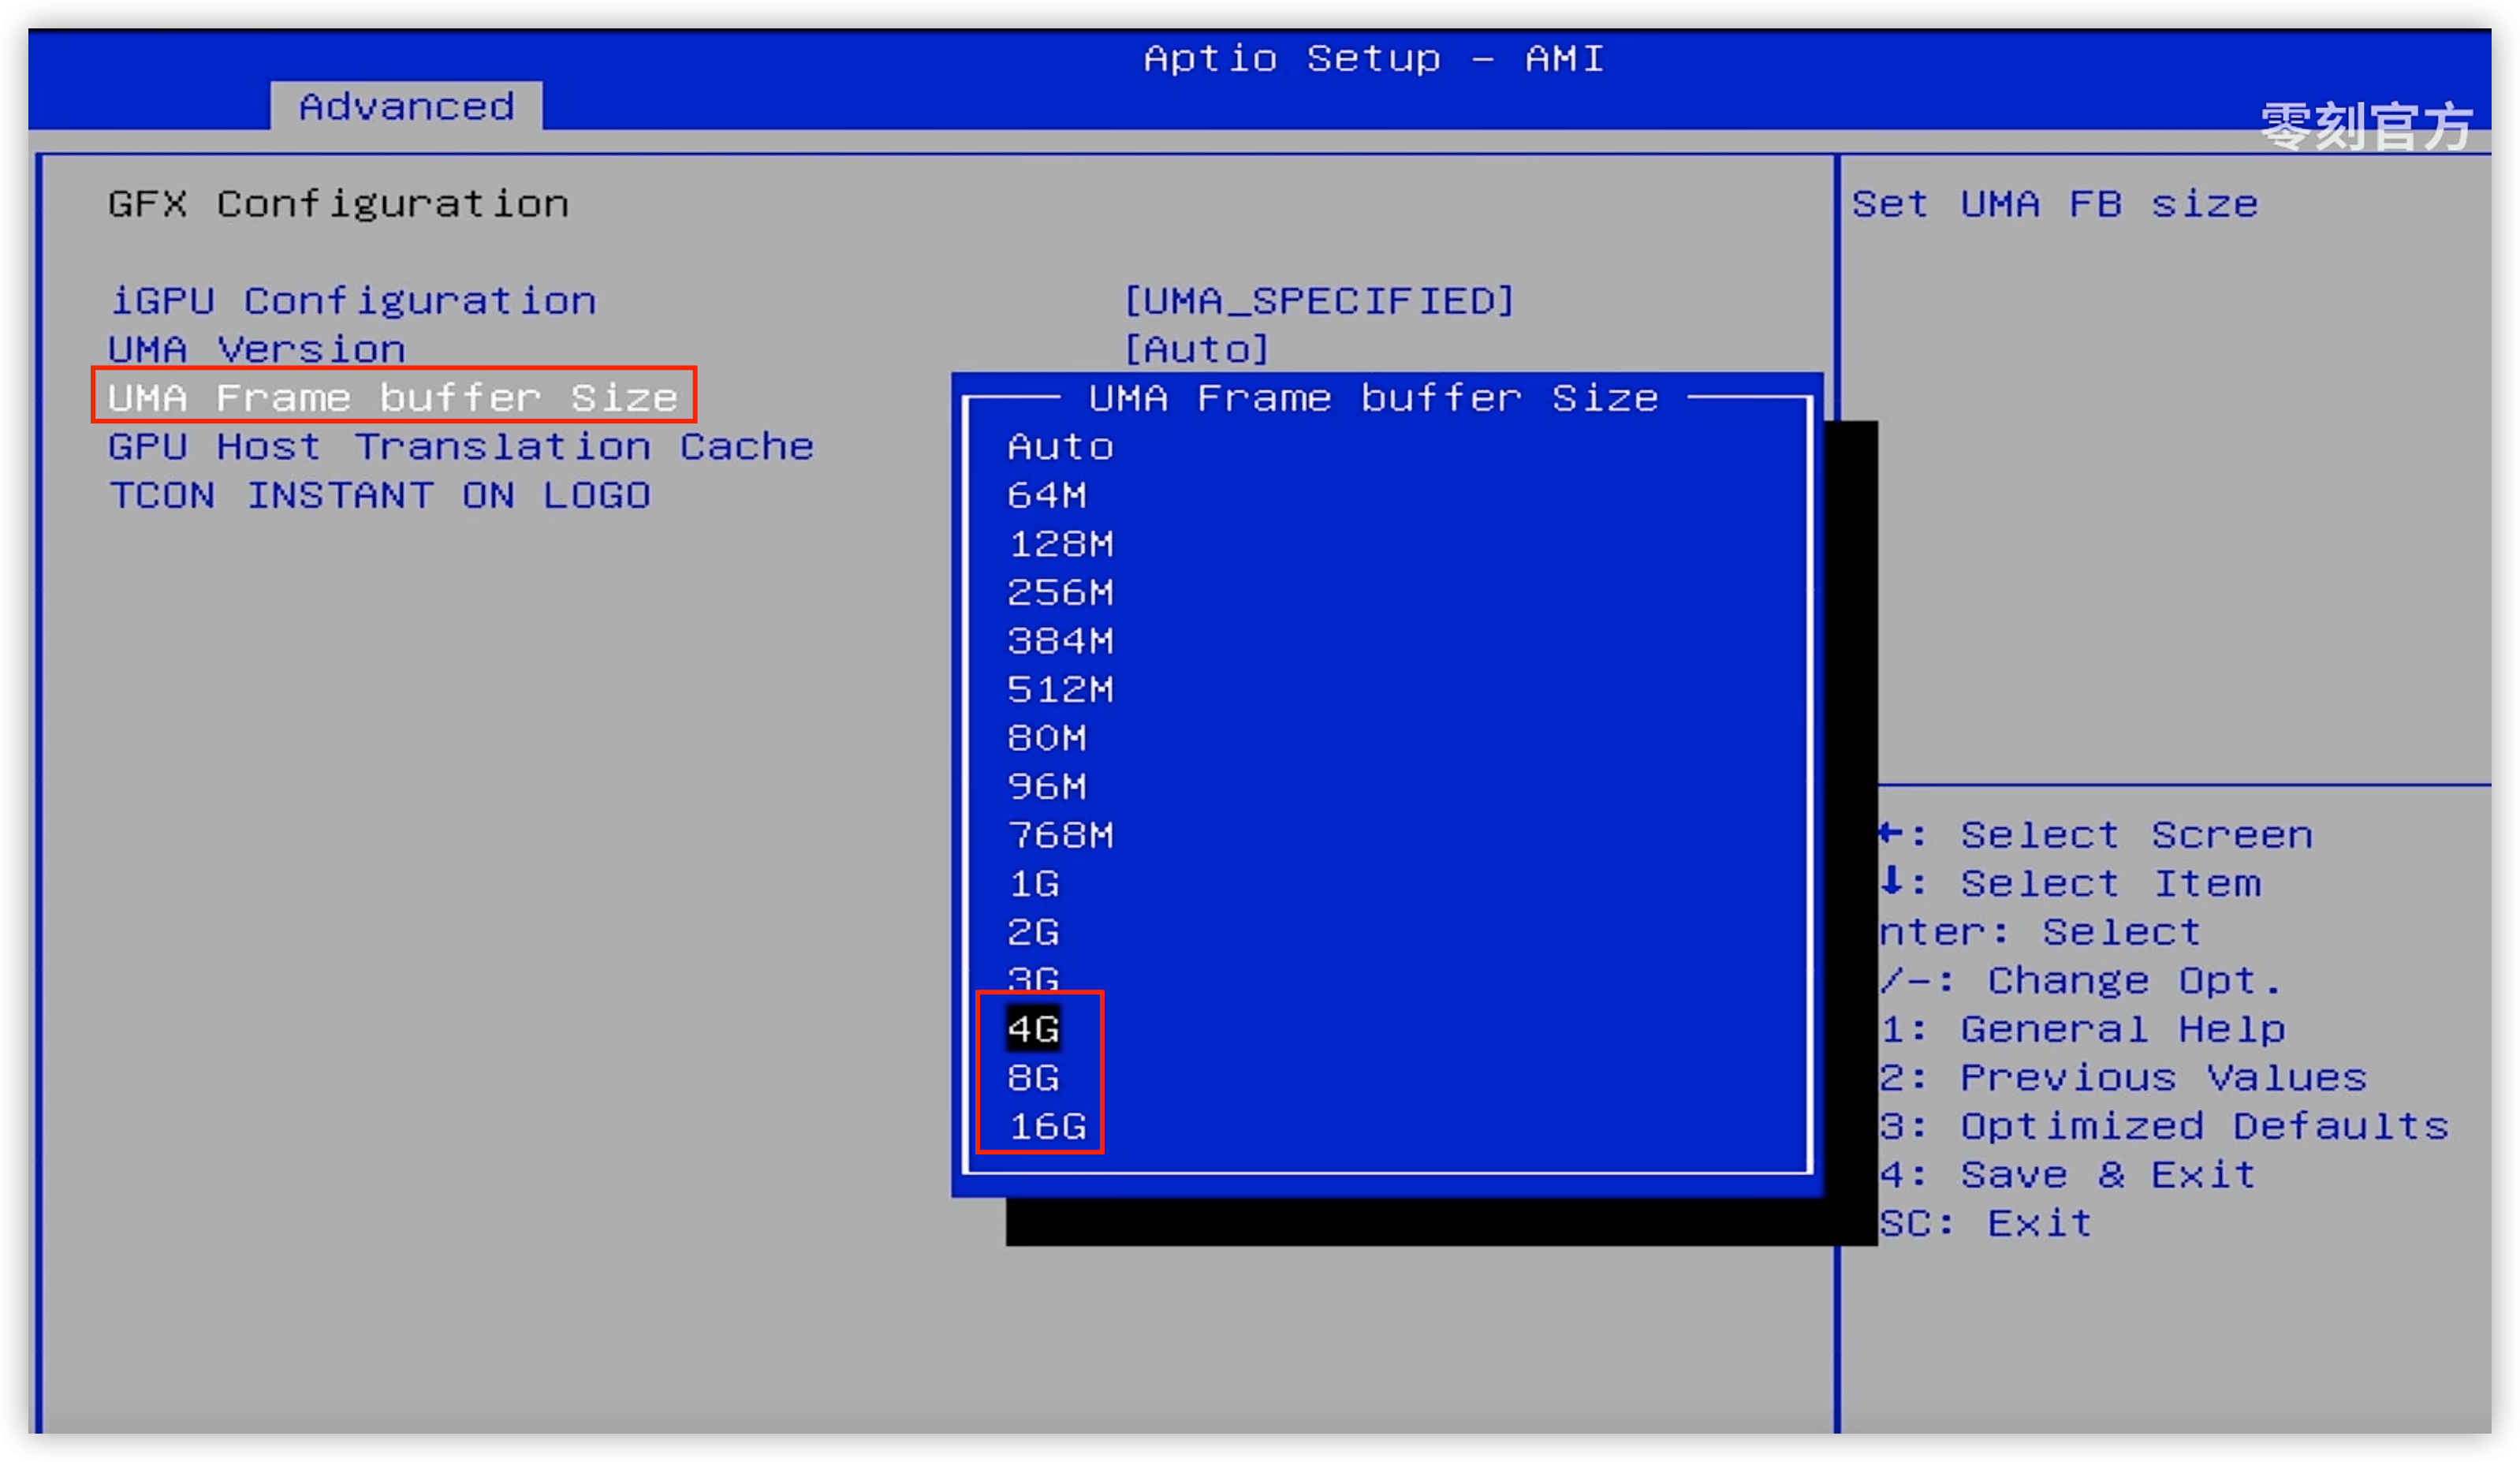 Aptio Setup - AMI
Advanced
零刻官方
GFX Configuration
iGPU Configuration [UMA_SPECIFIED]
UMA Version [Auto]
UMA Frame buffer Size
GPU Host Translation Cache
TCON INSTANT ON LOGO
UMA Frame buffer Size
Auto
64M
128M
256M
384M
512M
80M
96M
768M
1G
2G
3G
4G
8G
16G
Set UMA FB size
←: Select Screen
↓: Select Item
nter: Select
/-: Change Opt.
1: General Help
2: Previous Values
3: Optimized Defaults
4: Save & Exit
SC: Exit